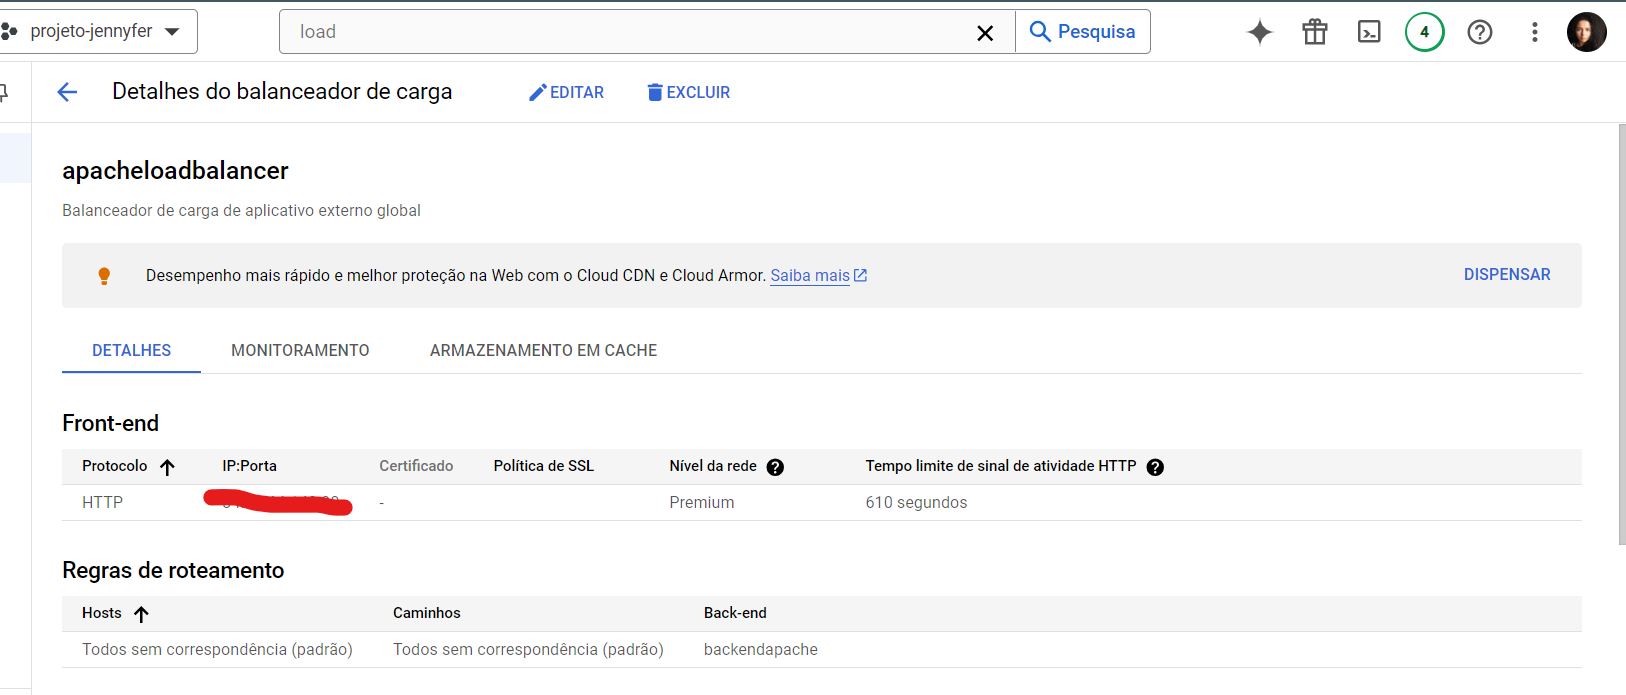 projeto-jennyfer
load
Pesquisa
4
Detalhes do balanceador de carga
EDITAR
EXCLUIR
apacheloadbalancer
Balanceador de carga de aplicativo externo global
Desempenho mais rápido e melhor proteção na Web com o Cloud CDN e Cloud Armor. Saiba mais
DISPENSAR
DETALHES MONITORAMENTO ARMAZENAMENTO EM CACHE
Front-end
Protocolo IP:Porta Certificado Política de SSL Nível da rede Tempo limite de sinal de atividade HTTP
HTTP - Premium 610 segundos
Regras de roteamento
Hosts Caminhos Back-end
Todos sem correspondência (padrão) Todos sem correspondência (padrão) backendapache